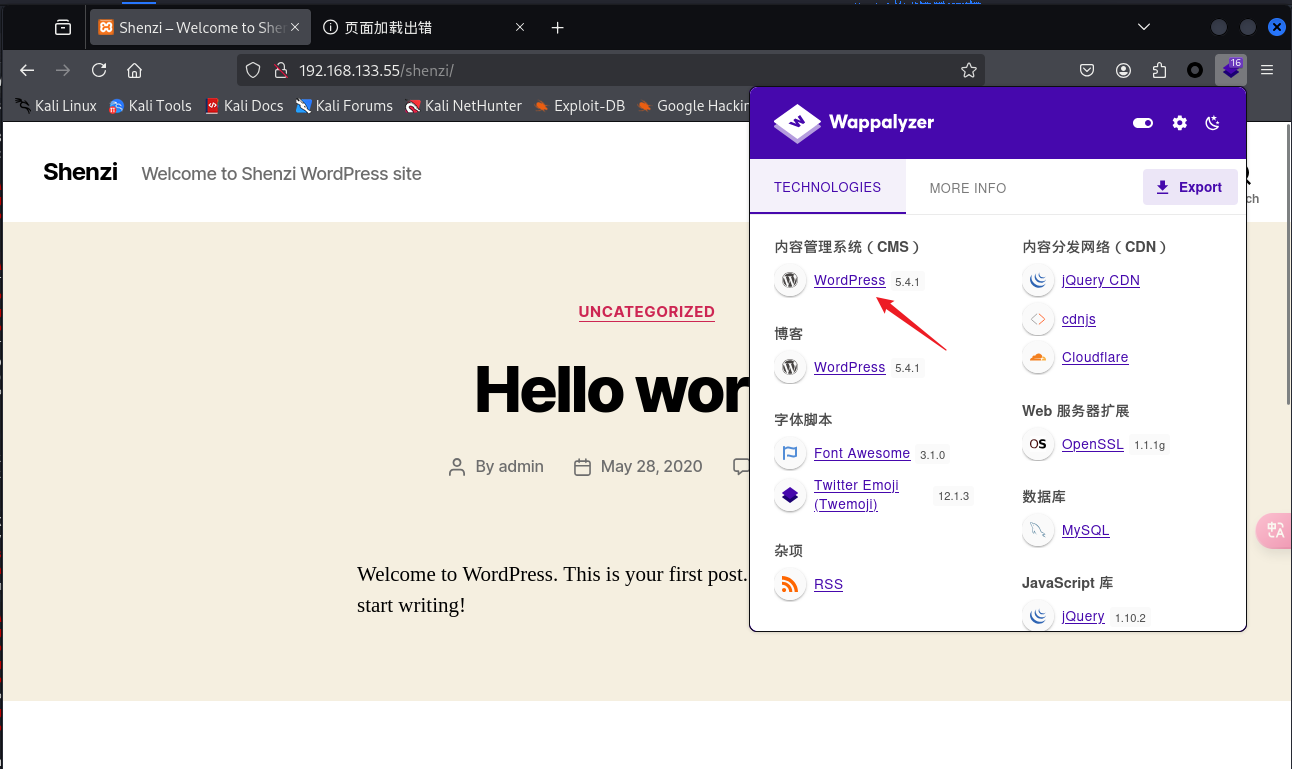 Shenzi – Welcome to She
页面加载出错
192.168.133.55/shenzi/
16
Kali Linux
Kali Tools
Kali Docs
Kali Forums
Kali NetHunter
Exploit-DB
Google Hackin
Wappalyzer
TECHNOLOGIES
MORE INFO
Export
内容管理系统（CMS）
WordPress 5.4.1
博客
WordPress 5.4.1
字体脚本
Font Awesome 3.1.0
Twitter Emoji
(Twemoji) 12.1.3
杂项
RSS
内容分发网络（CDN）
jQuery CDN
cdnjs
Cloudflare
Web 服务器扩展
OS
OpenSSL 1.1.1g
数据库
MySQL
JavaScript 库
jQuery 1.10.2
Shenzi
Welcome to Shenzi WordPress site
ch
UNCATEGORIZED
Hello wor
By admin
May 28, 2020
Welcome to WordPress. This is your first post.
start writing!
中A